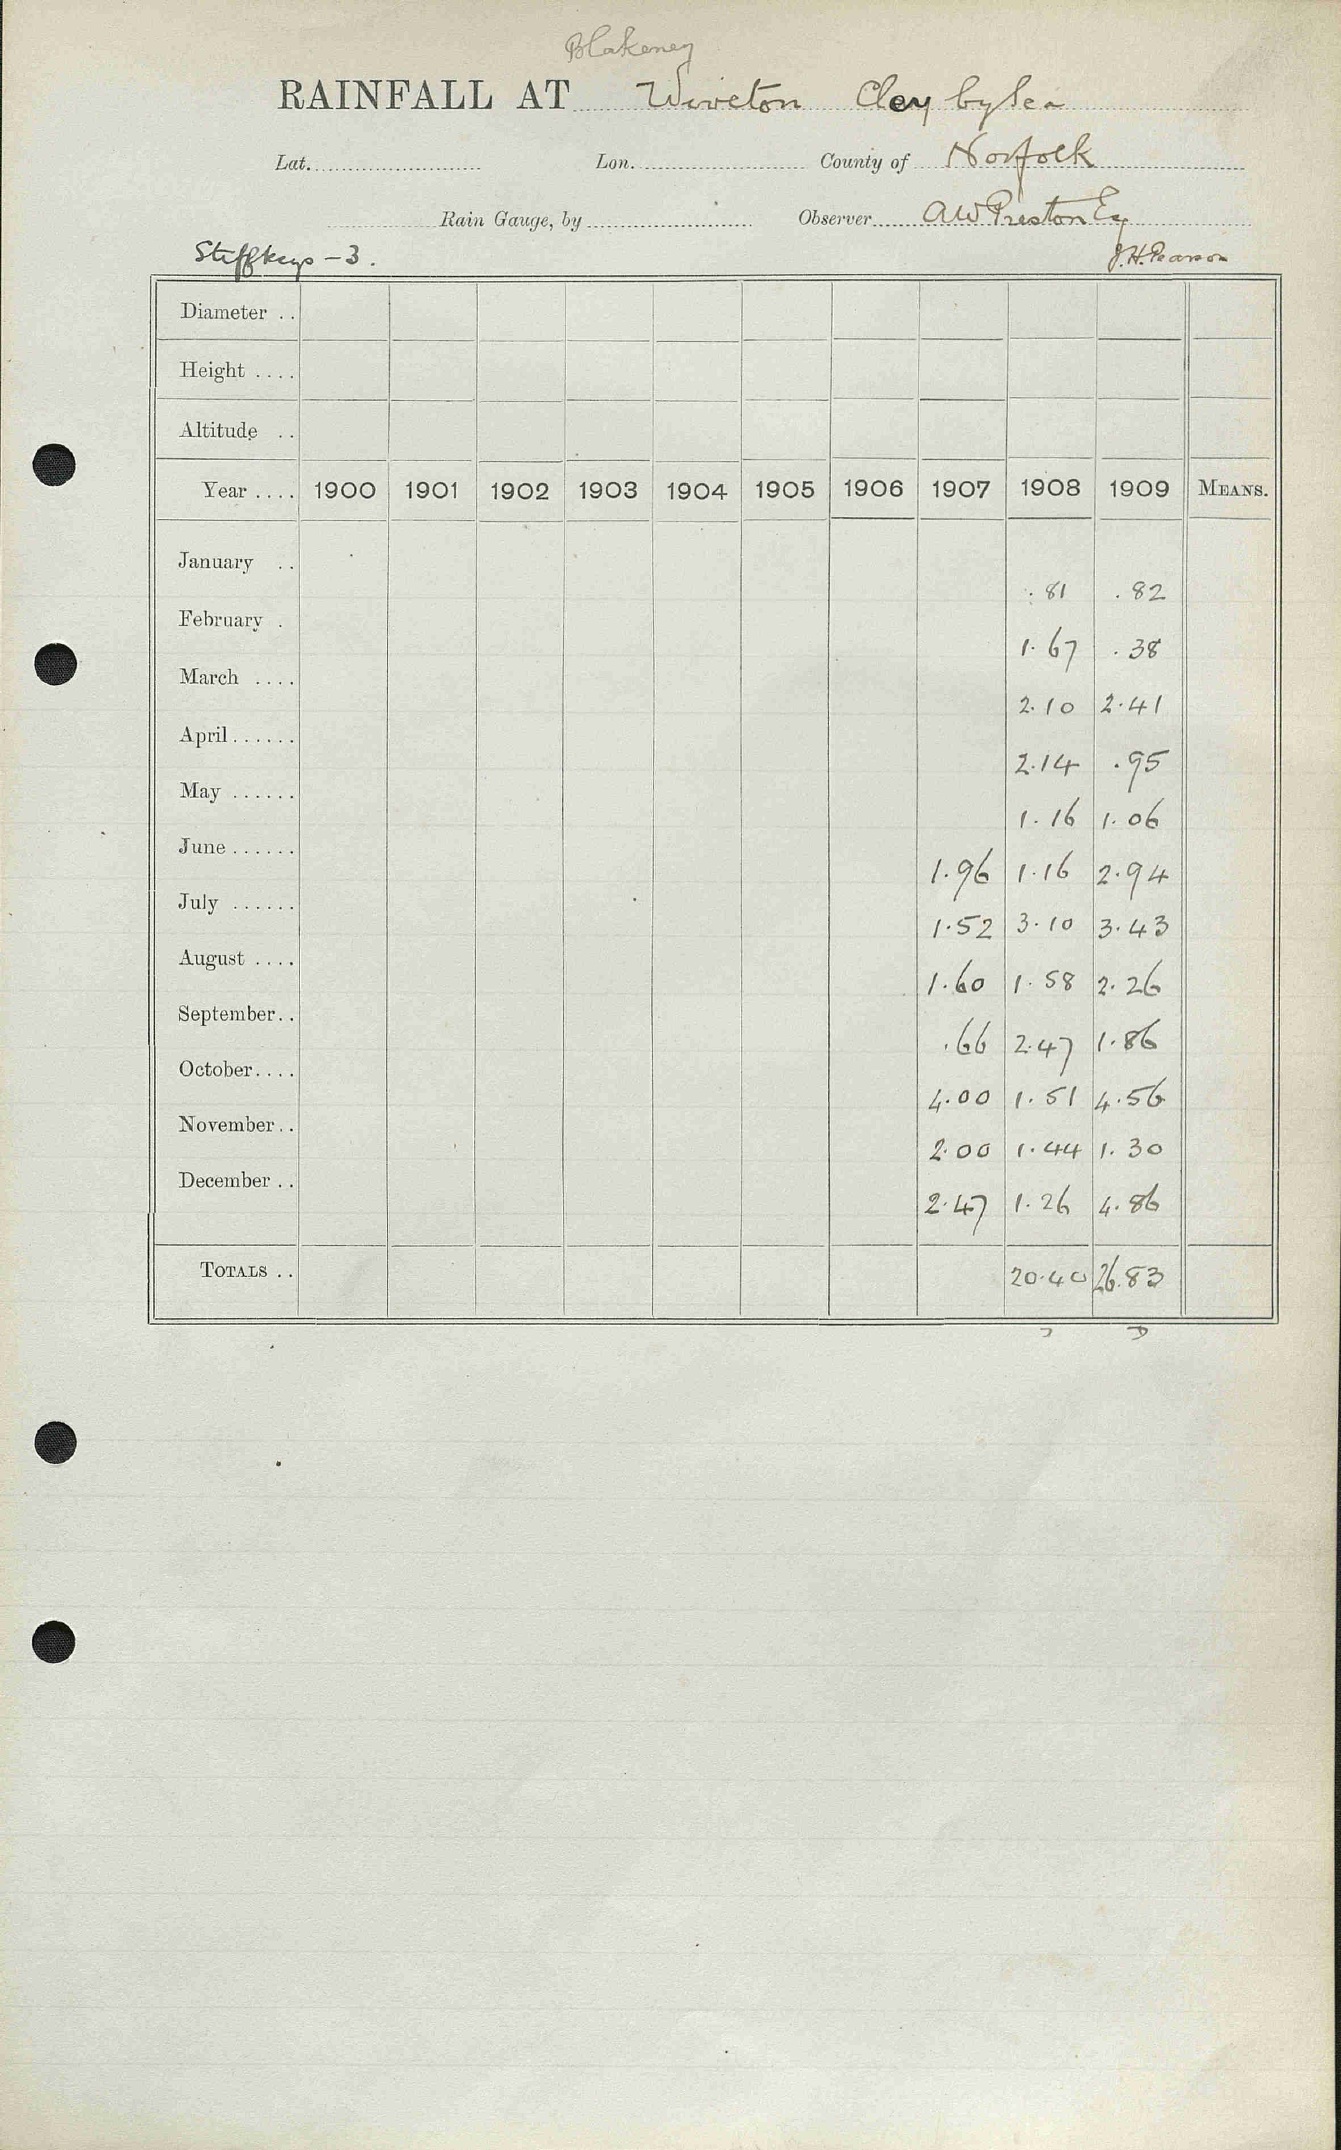 Blakeney
RAINFALL AT Wiveton Cley by Sea
Lat. Lon. County of Norfolk
Rain Gauge, by Observer AW Preston Esq
Stiffkeys - 3. J.H. Pearson
Diameter ..
Height ....
Altitude ..
Year .... 1900 1901 1902 1903 1904 1905 1906 1907 1908 1909 MEANS.
January .. .81 .82
February . 1.67 .38
March .... 2.10 2.41
April...... 2.14 .95
May ...... 1.16 1.06
June ...... 1.96 1.16 2.94
July ...... 1.52 3.10 3.43
August .... 1.60 1.58 2.26
September.. .66 2.47 1.86
October.... 4.00 1.51 4.56
November.. 2.00 1.44 1.30
December .. 2.47 1.26 4.86
TOTALS .. 20.40 26.83